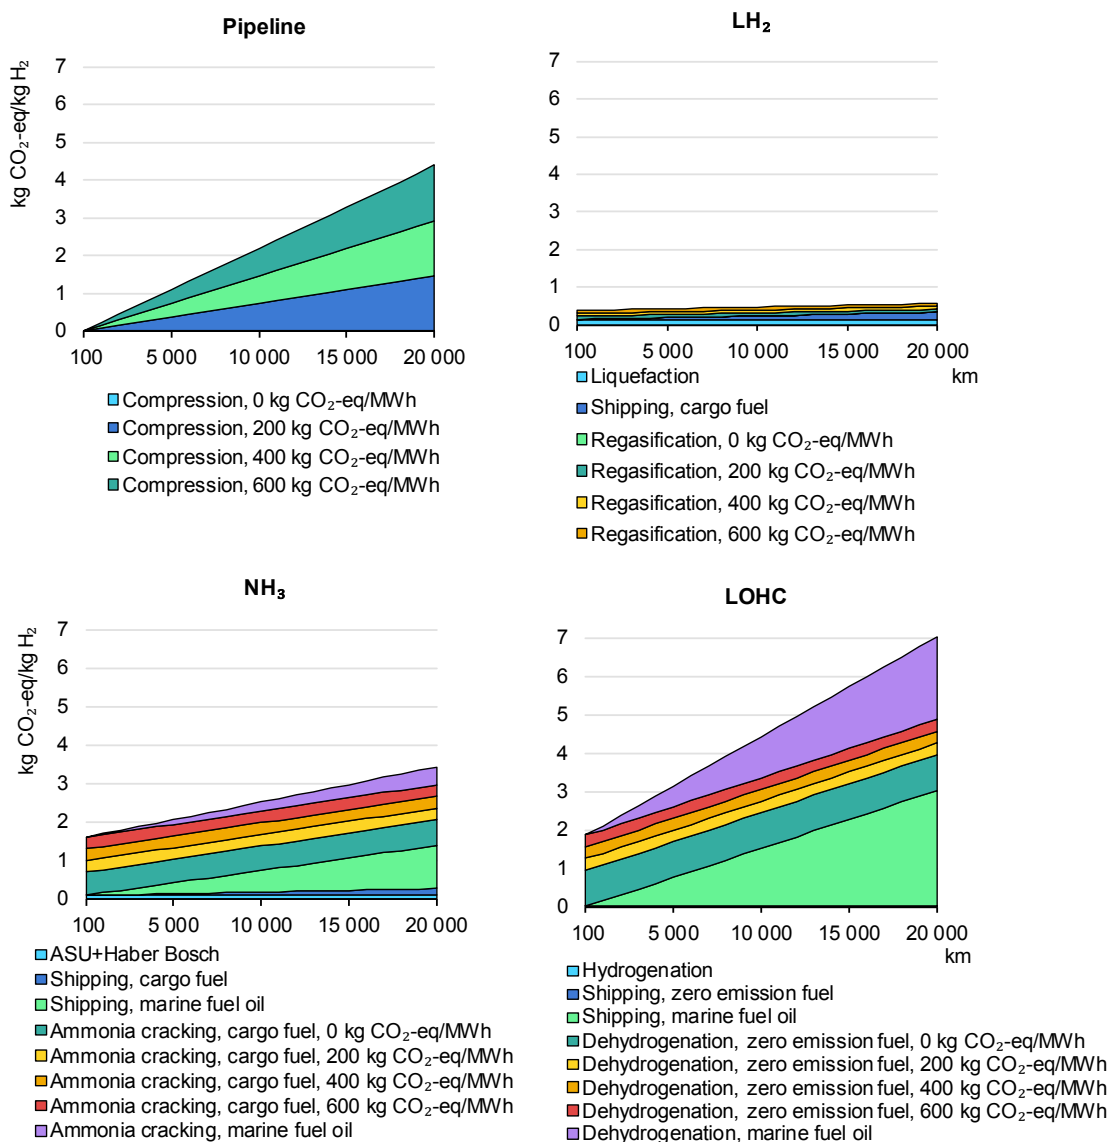 Pipeline
kg CO₂-eq/kg H₂
7
6
5
4
3
2
1
0
100
5 000
10 000
15 000
20 000
Compression, 0 kg CO₂-eq/MWh
Compression, 200 kg CO₂-eq/MWh
Compression, 400 kg CO₂-eq/MWh
Compression, 600 kg CO₂-eq/MWh
LH₂
7
6
5
4
3
2
1
0
100
5 000
10 000
15 000
20 000
km
Liquefaction
Shipping, cargo fuel
Regasification, 0 kg CO₂-eq/MWh
Regasification, 200 kg CO₂-eq/MWh
Regasification, 400 kg CO₂-eq/MWh
Regasification, 600 kg CO₂-eq/MWh
NH₃
kg CO₂-eq/kg H₂
7
6
5
4
3
2
1
0
100
5 000
10 000
15 000
20 000
ASU+Haber Bosch
Shipping, cargo fuel
Shipping, marine fuel oil
Ammonia cracking, cargo fuel, 0 kg CO₂-eq/MWh
Ammonia cracking, cargo fuel, 200 kg CO₂-eq/MWh
Ammonia cracking, cargo fuel, 400 kg CO₂-eq/MWh
Ammonia cracking, cargo fuel, 600 kg CO₂-eq/MWh
Ammonia cracking, marine fuel oil
LOHC
7
6
5
4
3
2
1
0
100
5 000
10 000
15 000
20 000
km
Hydrogenation
Shipping, zero emission fuel
Shipping, marine fuel oil
Dehydrogenation, zero emission fuel, 0 kg CO₂-eq/MWh
Dehydrogenation, zero emission fuel, 200 kg CO₂-eq/MWh
Dehydrogenation, zero emission fuel, 400 kg CO₂-eq/MWh
Dehydrogenation, zero emission fuel, 600 kg CO₂-eq/MWh
Dehydrogenation, marine fuel oil